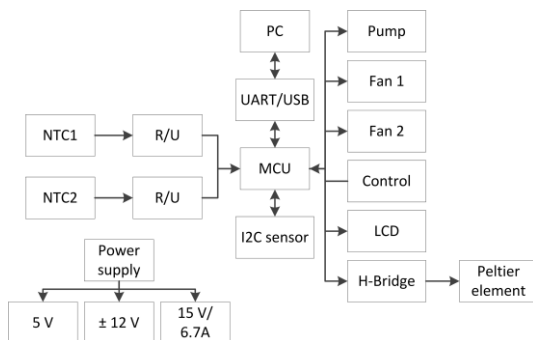 PC
Pump
UART/USB
Fan 1
NTC1
R/U
Fan 2
MCU
Control
NTC2
R/U
I2C sensor
LCD
Power
supply
H-Bridge
Peltier
element
5 V
± 12 V
15 V/
6.7A